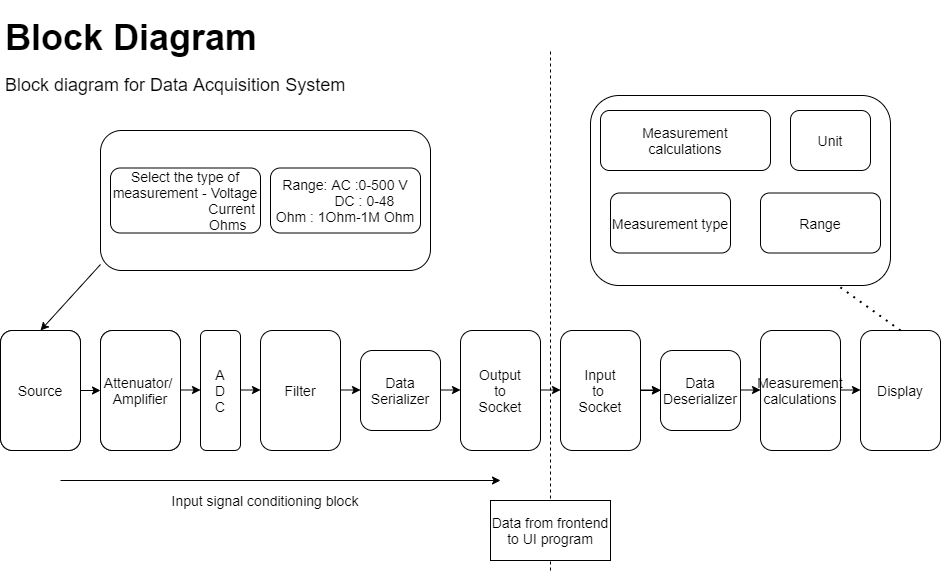 Block Diagram
Block diagram for Data Acquisition System
Select the type of
measurement - Voltage
Current
Ohms
Range: AC :0-500 V
DC : 0-48
Ohm : 1Ohm-1M Ohm
Measurement
calculations
Unit
Measurement type
Range
Source
Attenuator/
Amplifier
A
D
C
Filter
Data
Serializer
Output
to
Socket
Input
to
Socket
Data
Deserializer
Measurement
calculations
Display
Input signal conditioning block
Data from frontend
to UI program